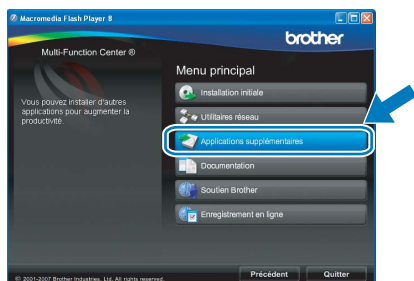 Macromedia Flash Player 8
brother
Multi-Function Center ®
Menu principal
Vous pouvez installer d'autres
applications pour augmenter la
productivité.
Installation initiale
Utilitaires réseau
Applications supplémentaires
Documentation
Soutien Brother
Enregistrement en ligne
© 2001-2007 Brother Industries, Ltd. All rights reserved.
Précédent
Quitter